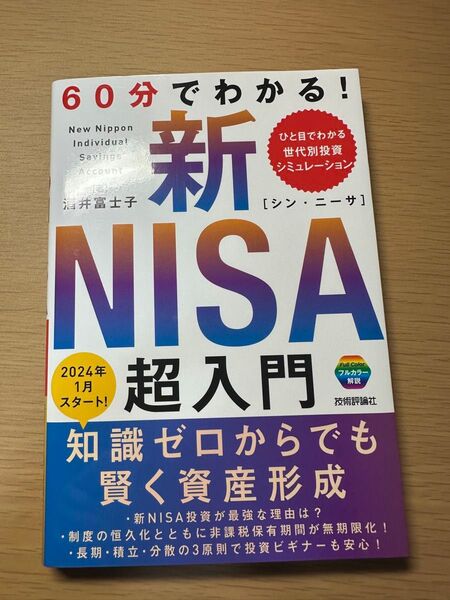 60分でわかる!
New Nippon
Individual
Savings
Account
新
ひと目でわかる
世代別投資
シミュレーション
酒井富士子
[シン・ニーサ]
NISA
2024年
1月
スタート!
超入門
Full Color
フルカラー
解説
技術評論社
知識ゼロからでも
賢く資産形成
・新NISA投資が最強な理由は?
・制度の恒久化とともに非課税保有期間が無期限化!
・長期・積立・分散の3原則で投資ビギナーも安心!